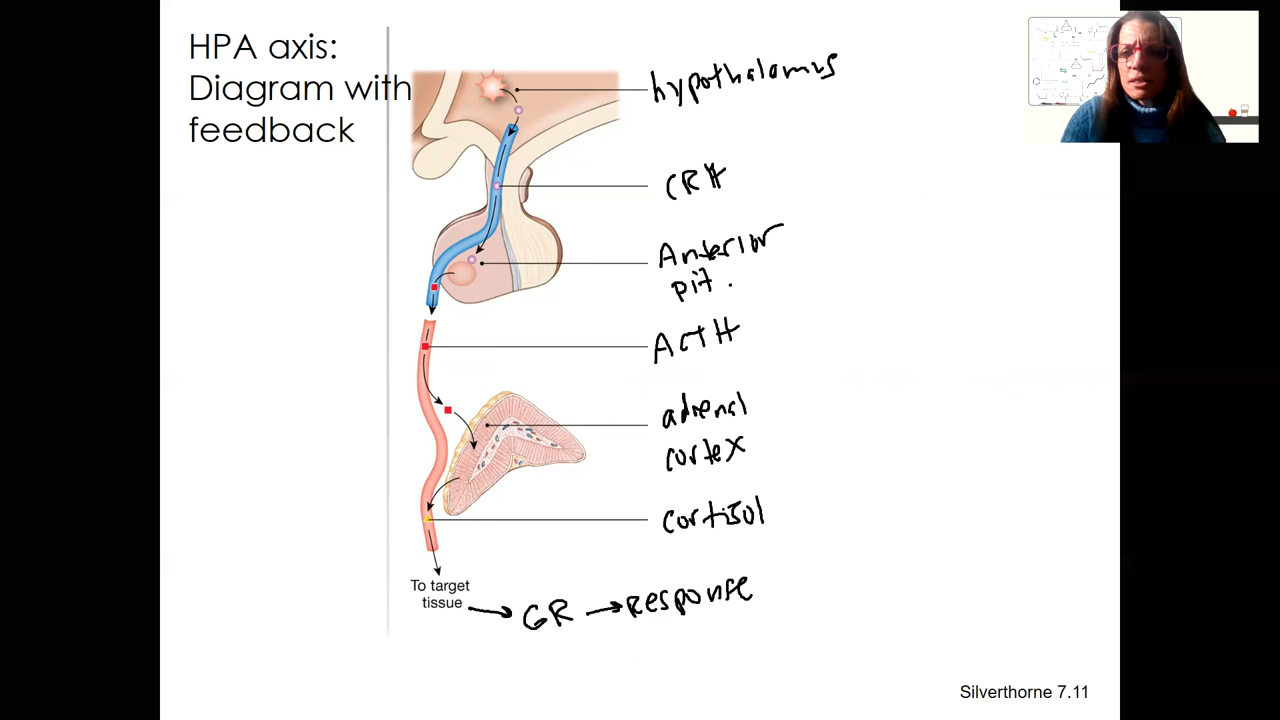 HPA axis:
Diagram with
feedback
hypothalamus
CRH
Anterior
pit.
ACTH
adrenal
cortex
cortisol
To target
tissue → GR → Response
Silverthorne 7.11